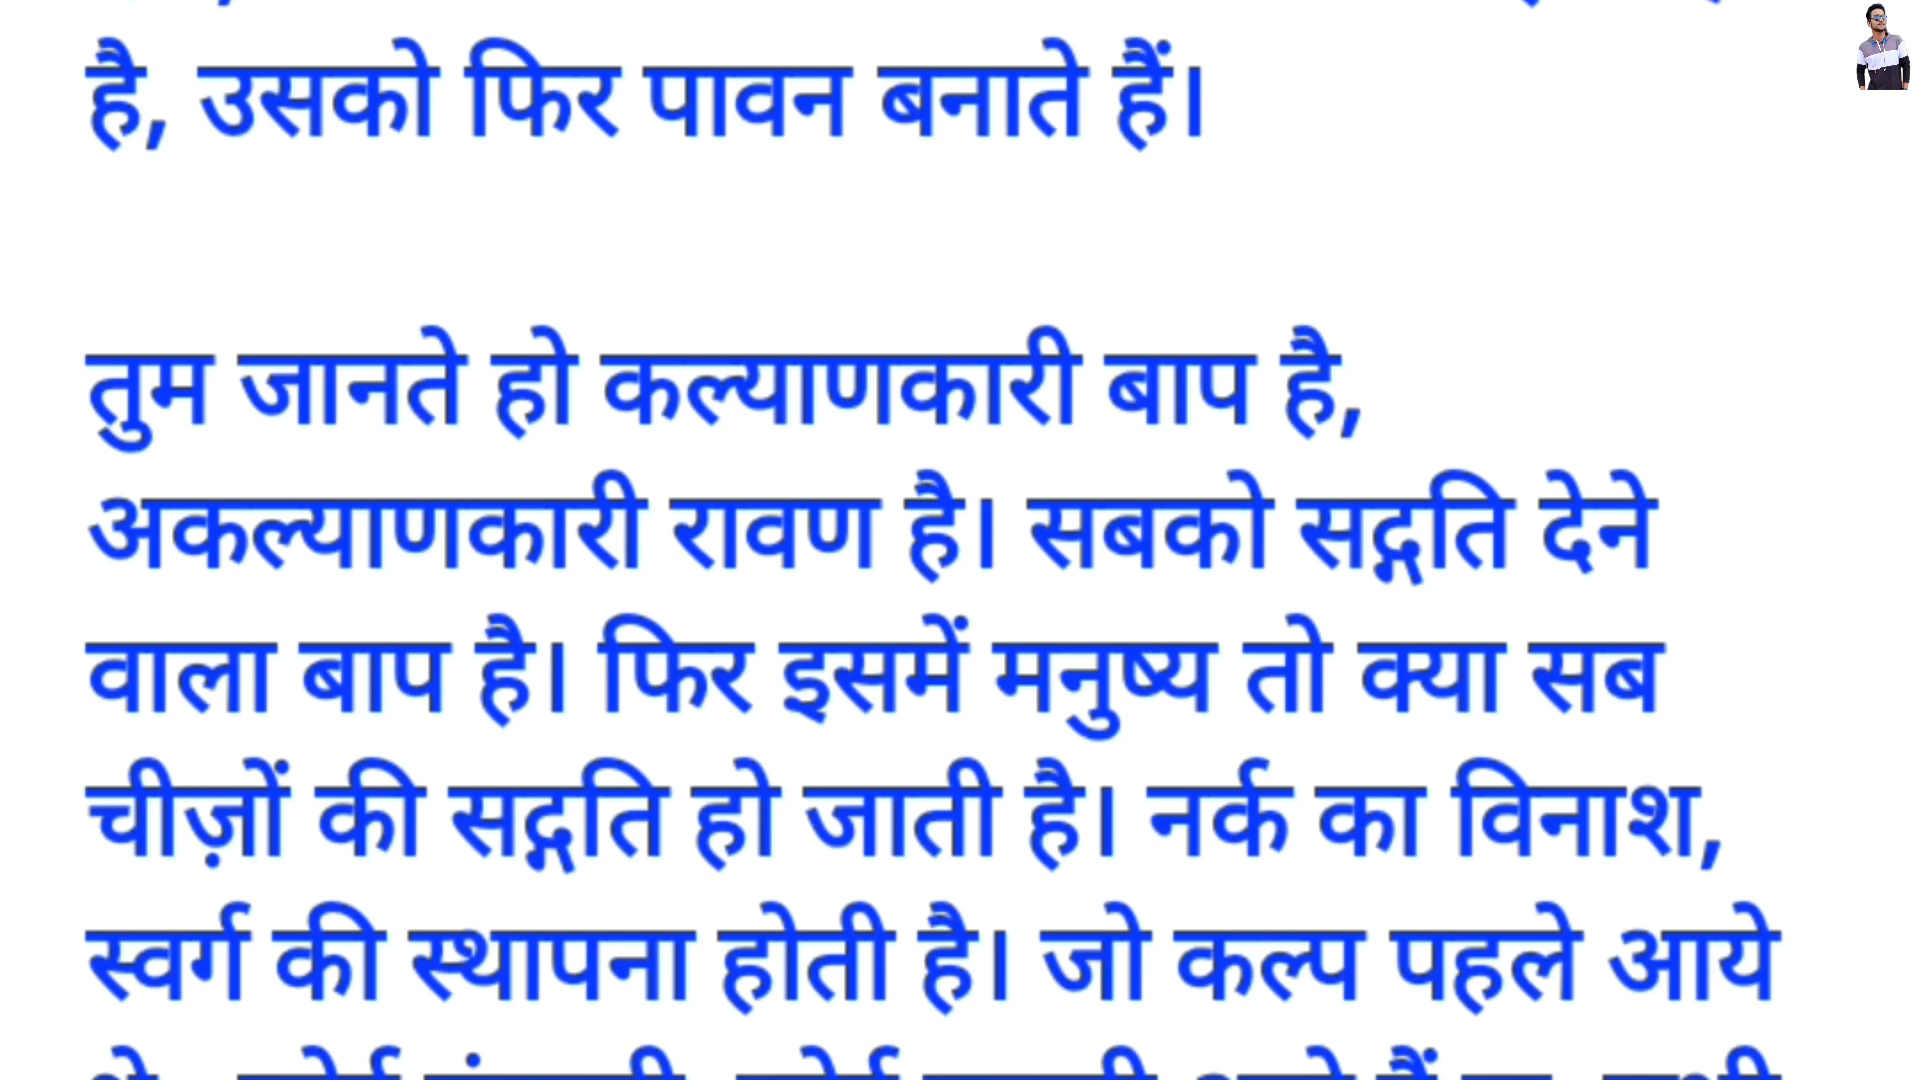 है, उसको फिर पावन बनाते हैं।
तुम जानते हो कल्याणकारी बाप है,
अकल्याणकारी रावण है। सबको सद्गति देने
वाला बाप है। फिर इसमें मनुष्य तो क्या सब
चीज़ों की सद्गति हो जाती है। नर्क का विनाश,
स्वर्ग की स्थापना होती है। जो कल्प पहले आये